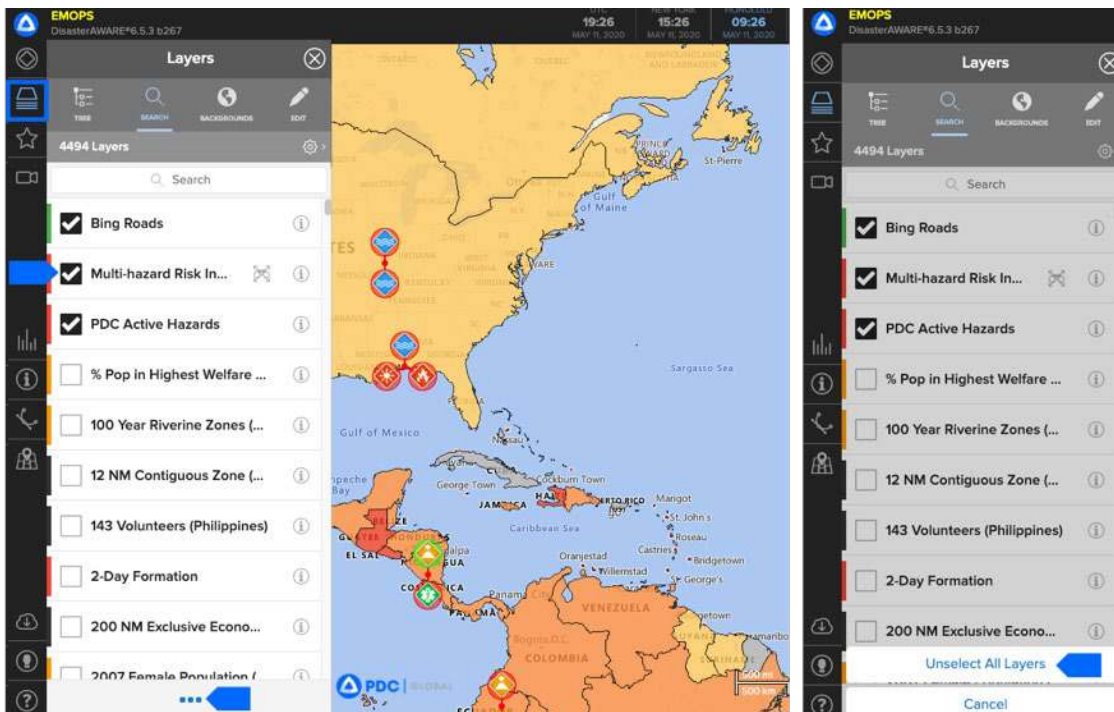 EMOPS
DisasterAWARE®6.5.3 b267
UTC
19:26
MAY 11, 2020
NEW YORK
15:26
MAY 11, 2020
HONOLULU
09:26
MAY 11, 2020
Layers
TREE
SEARCH
BACKGROUNDS
EDIT
4494 Layers
Search
Bing Roads
Multi-hazard Risk In...
PDC Active Hazards
% Pop in Highest Welfare ...
100 Year Riverine Zones (...
12 NM Contiguous Zone (...
143 Volunteers (Philippines)
2-Day Formation
200 NM Exclusive Econo...
2007 Female Population (
St-Pierre
Gulf
of Maine
Sargasso Sea
Gulf of Mexico
Nassau
Cockburn Town
George Town
JAMAICA
Marigot
St. John's
Roseau
Caribbean Sea
Castries
Bridgetown
Oranjestad
Willemstad
St. George's
Panama City
VENEZUELA
Bogota, D.C.
COLOMBIA
PDC | GLOBAL
500 mi
500 km
EMOPS
DisasterAWARE®6.5.3 b267
Layers
TREE
SEARCH
BACKGROUNDS
EDIT
4494 Layers
Search
Bing Roads
Multi-hazard Risk In...
PDC Active Hazards
% Pop in Highest Welfare ...
100 Year Riverine Zones (...
12 NM Contiguous Zone (...
143 Volunteers (Philippines)
2-Day Formation
200 NM Exclusive Econo...
Unselect All Layers
Cancel